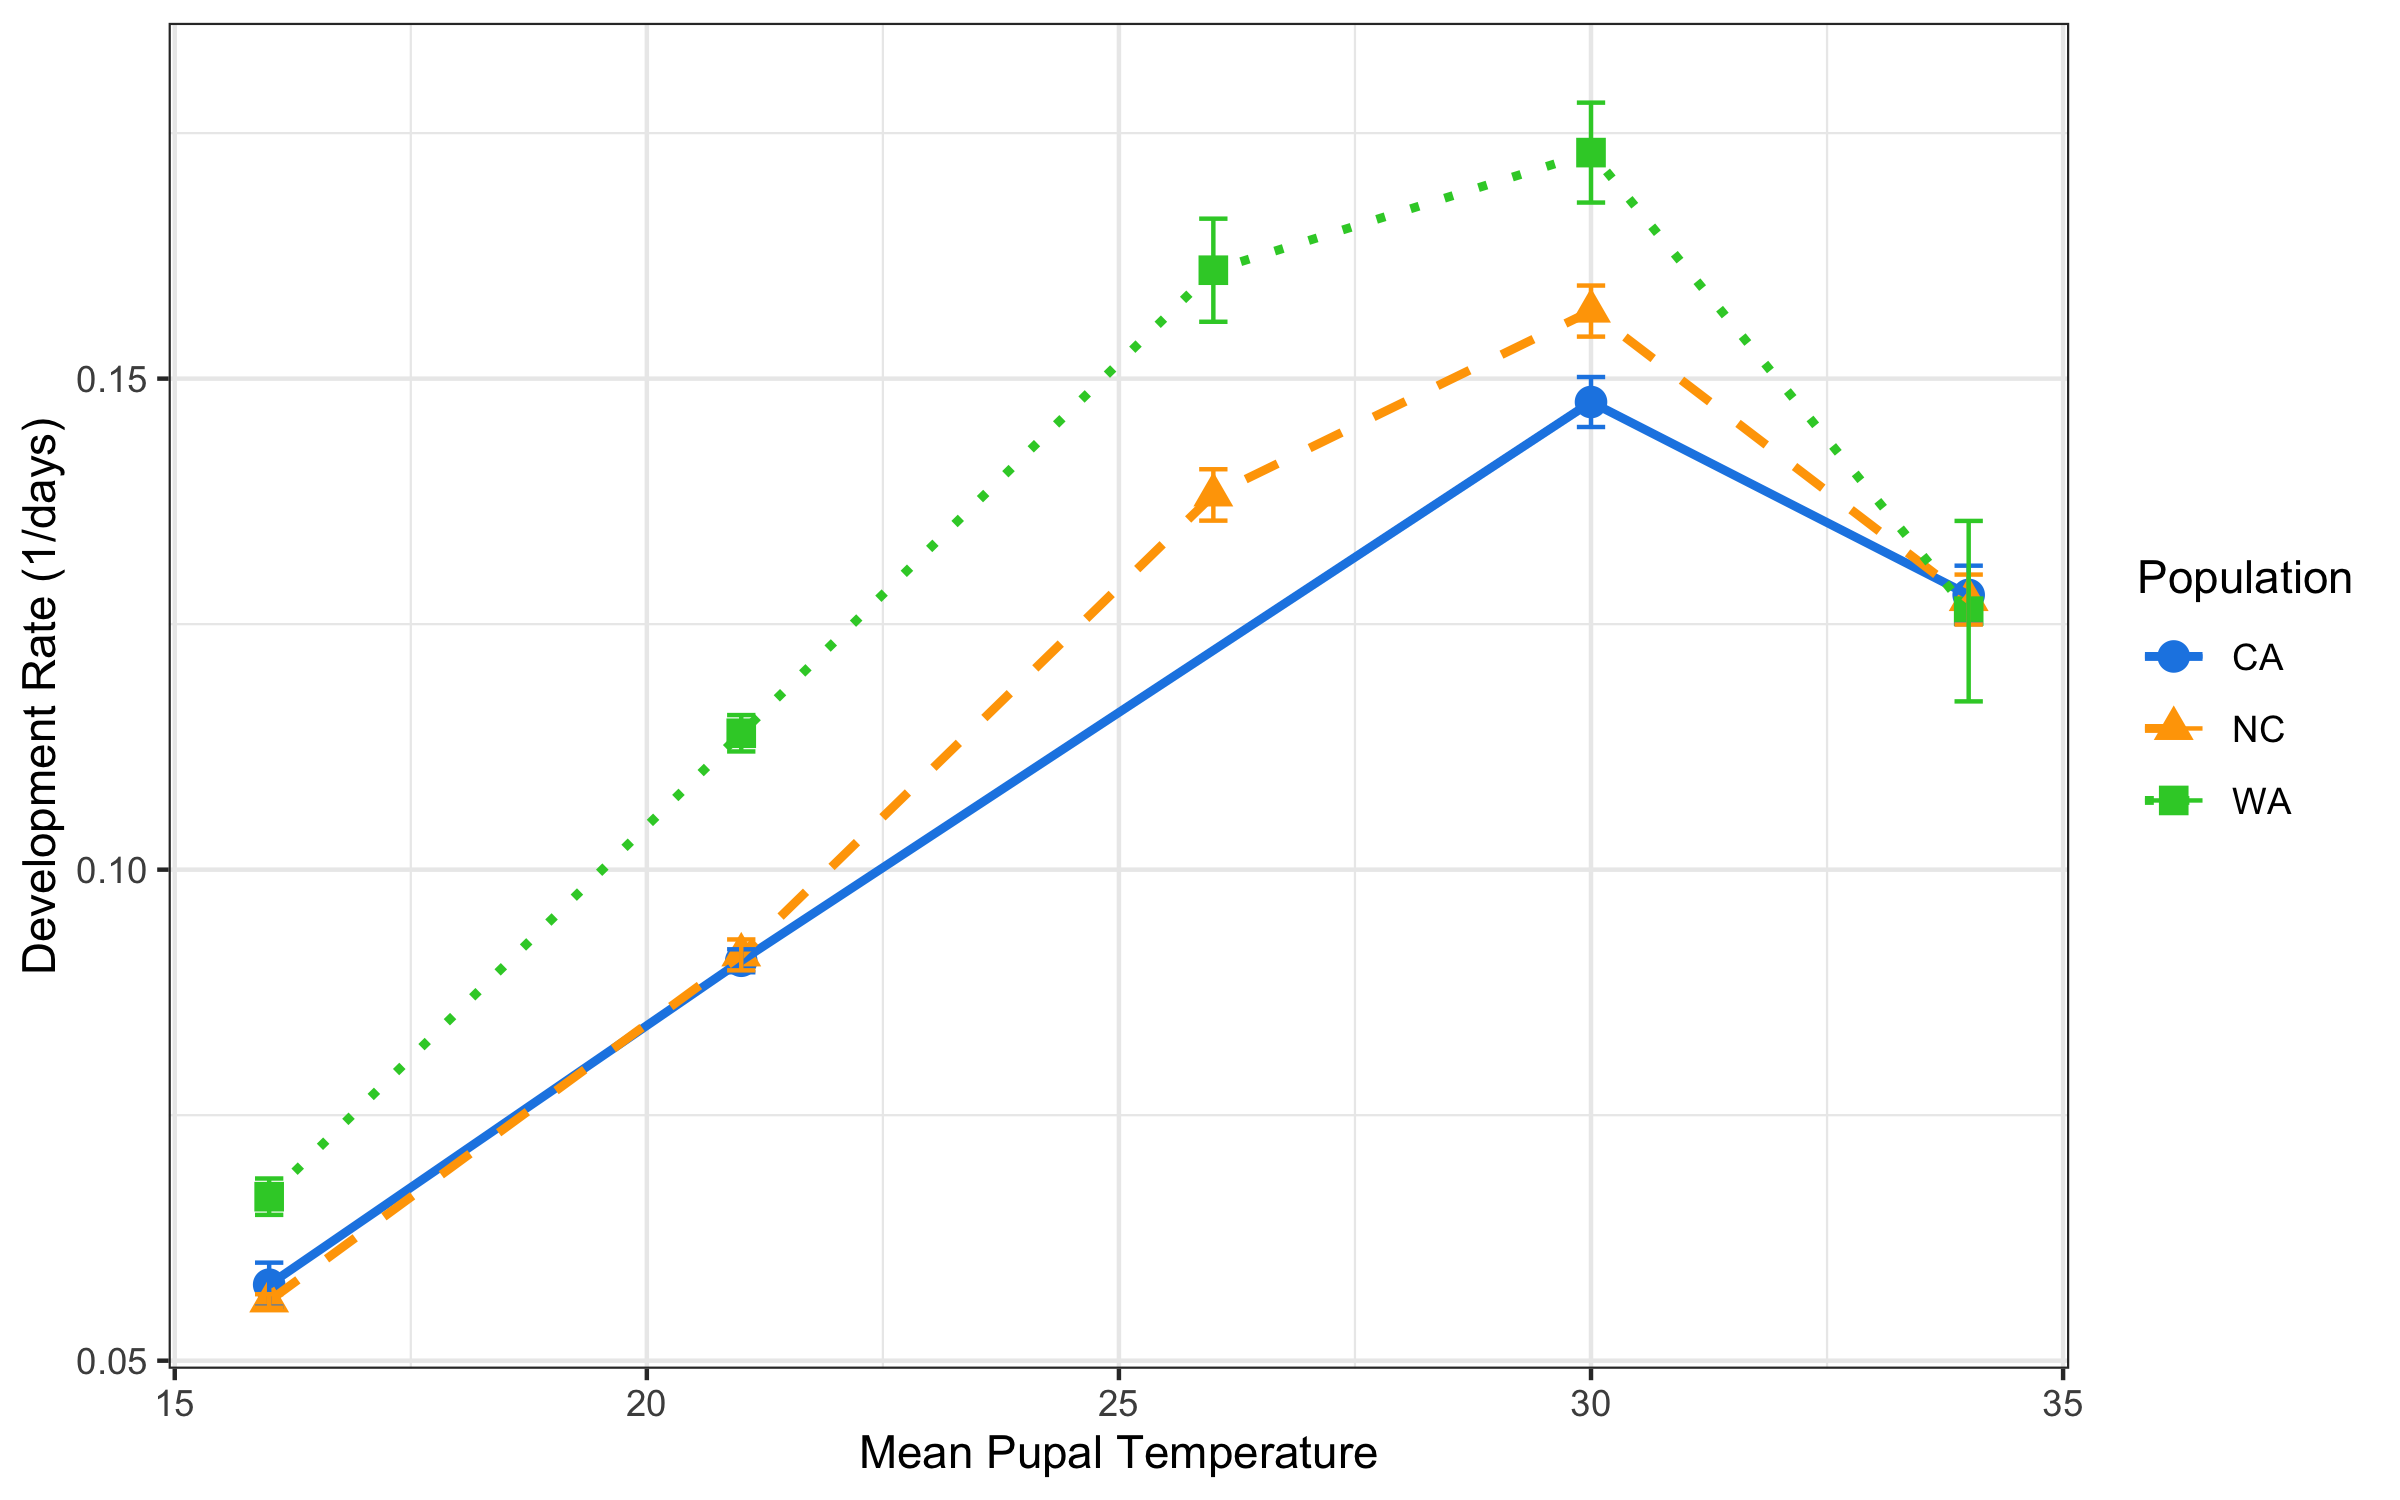 Development Rate (1/days)
0.15
0.10
0.05
15 20 25 30 35
Mean Pupal Temperature
Population
CA
NC
WA